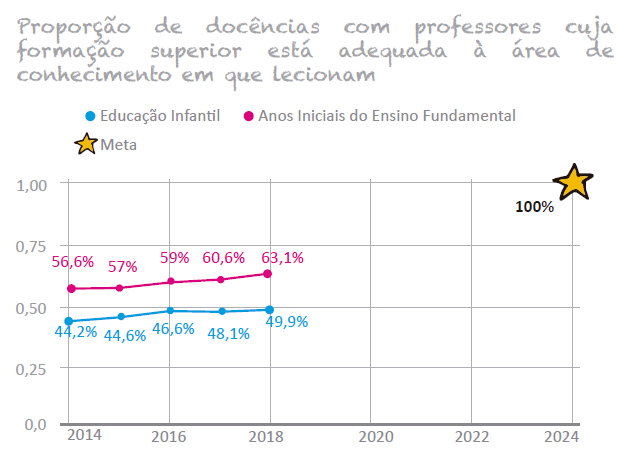 Proporção de docências com professores cuja
formação superior está adequada à área de
conhecimento em que lecionam
Educação Infantil Anos Iniciais do Ensino Fundamental
Meta
1,00
100%
0,75
56,6% 57% 59% 60,6% 63,1%
0,50
44,2% 44,6% 46,6% 48,1% 49,9%
0,25
0,0
2014 2016 2018 2020 2022 2024